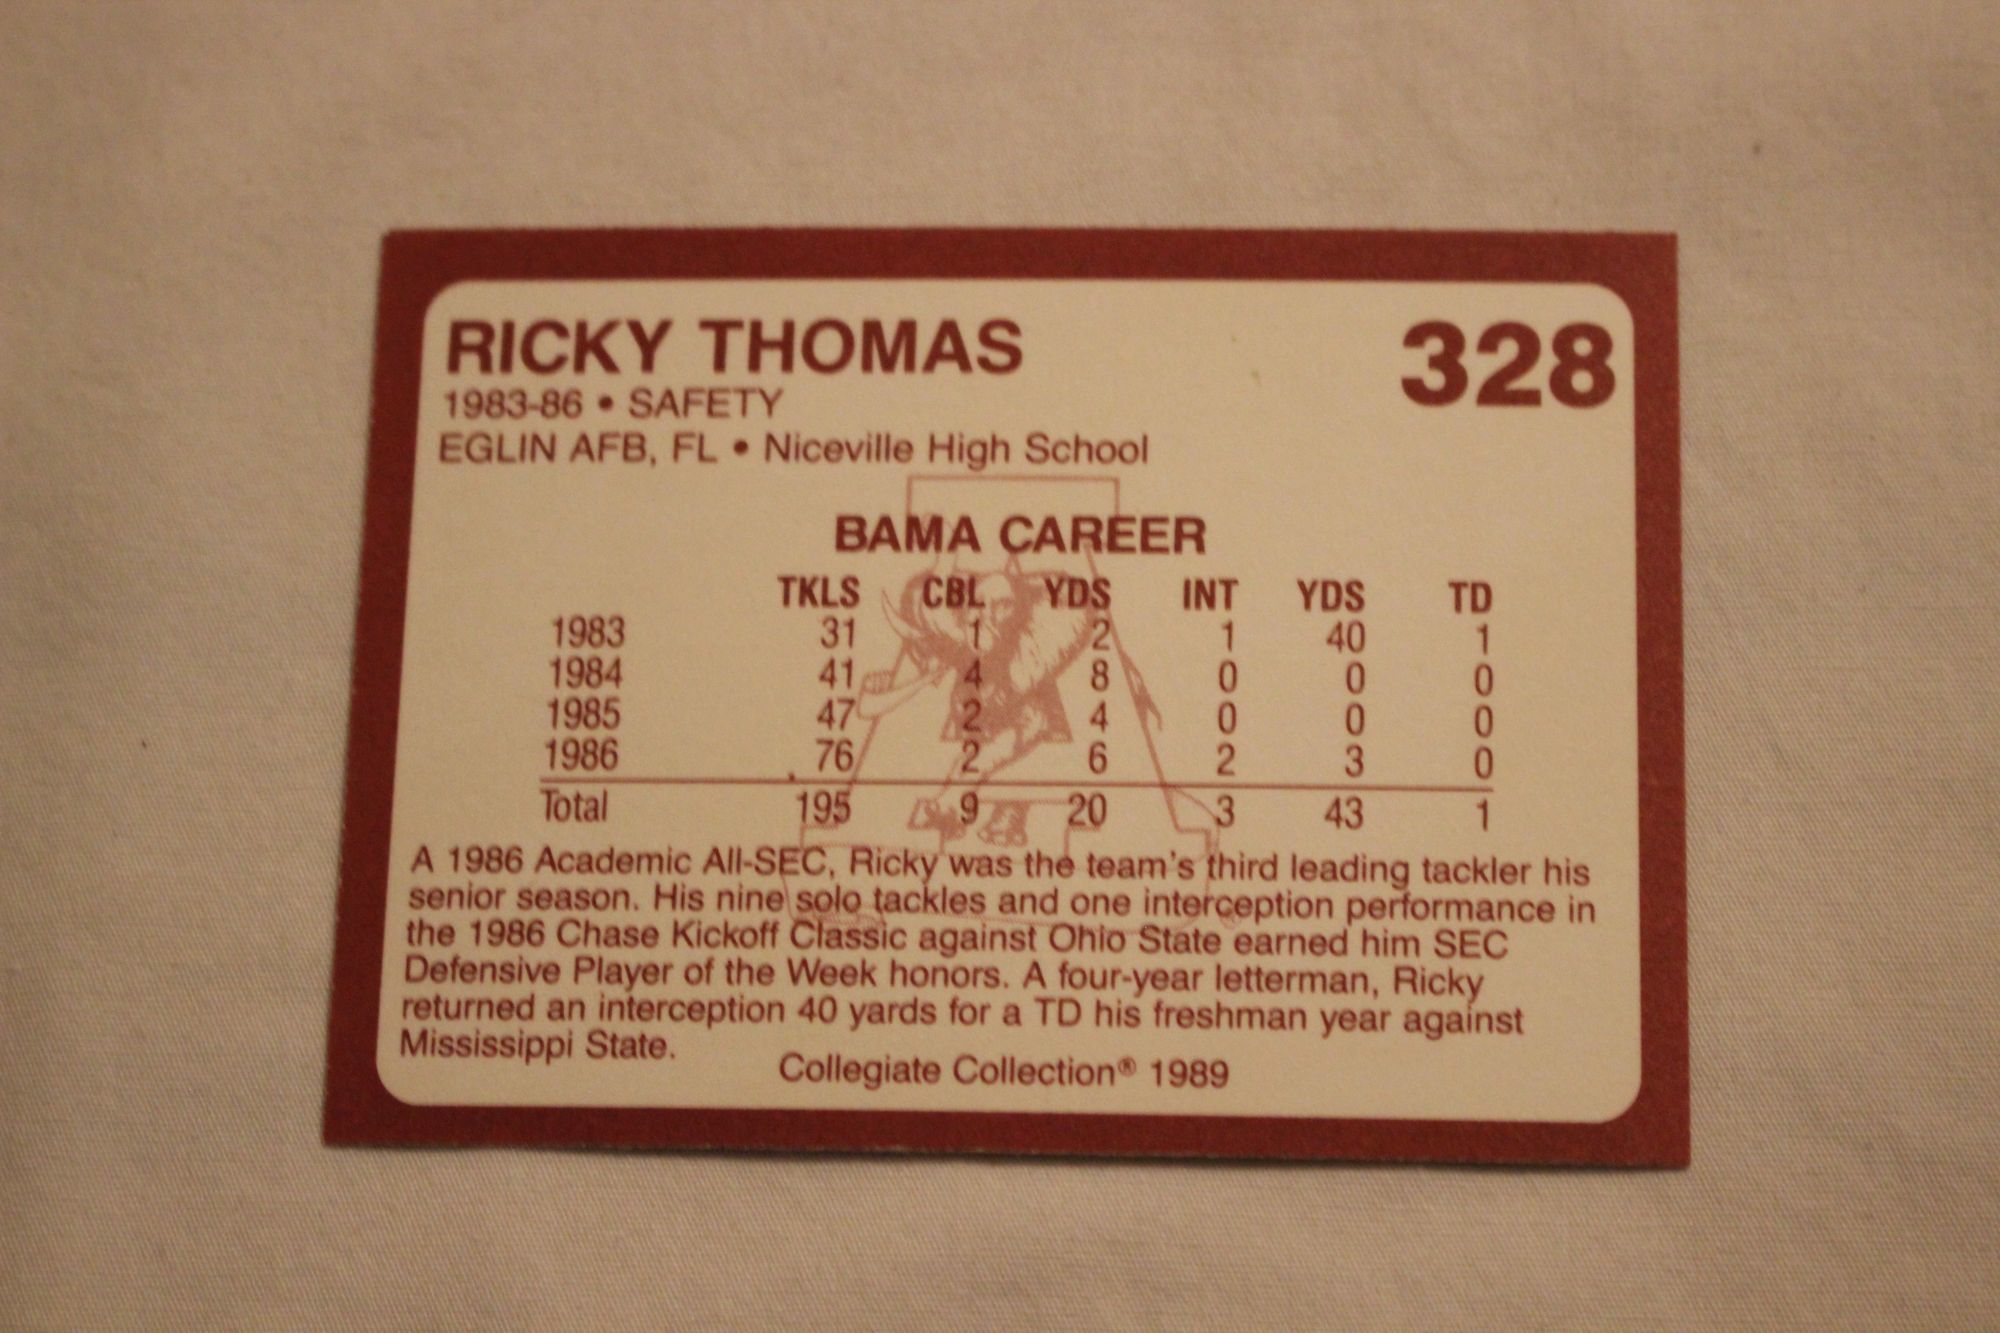 RICKY THOMAS 328
1983-86 • SAFETY
EGLIN AFB, FL • Niceville High School
BAMA CAREER
TKLS CBL YDS INT YDS TD
1983 31 1 2 1 40 1
1984 41 4 8 0 0 0
1985 47 2 4 0 0 0
1986 76 2 6 2 3 0
Total 195 9 20 3 43 1
A 1986 Academic All-SEC, Ricky was the team's third leading tackler his
senior season. His nine solo tackles and one interception performance in
the 1986 Chase Kickoff Classic against Ohio State earned him SEC
Defensive Player of the Week honors. A four-year letterman, Ricky
returned an interception 40 yards for a TD his freshman year against
Mississippi State.
Collegiate Collection® 1989